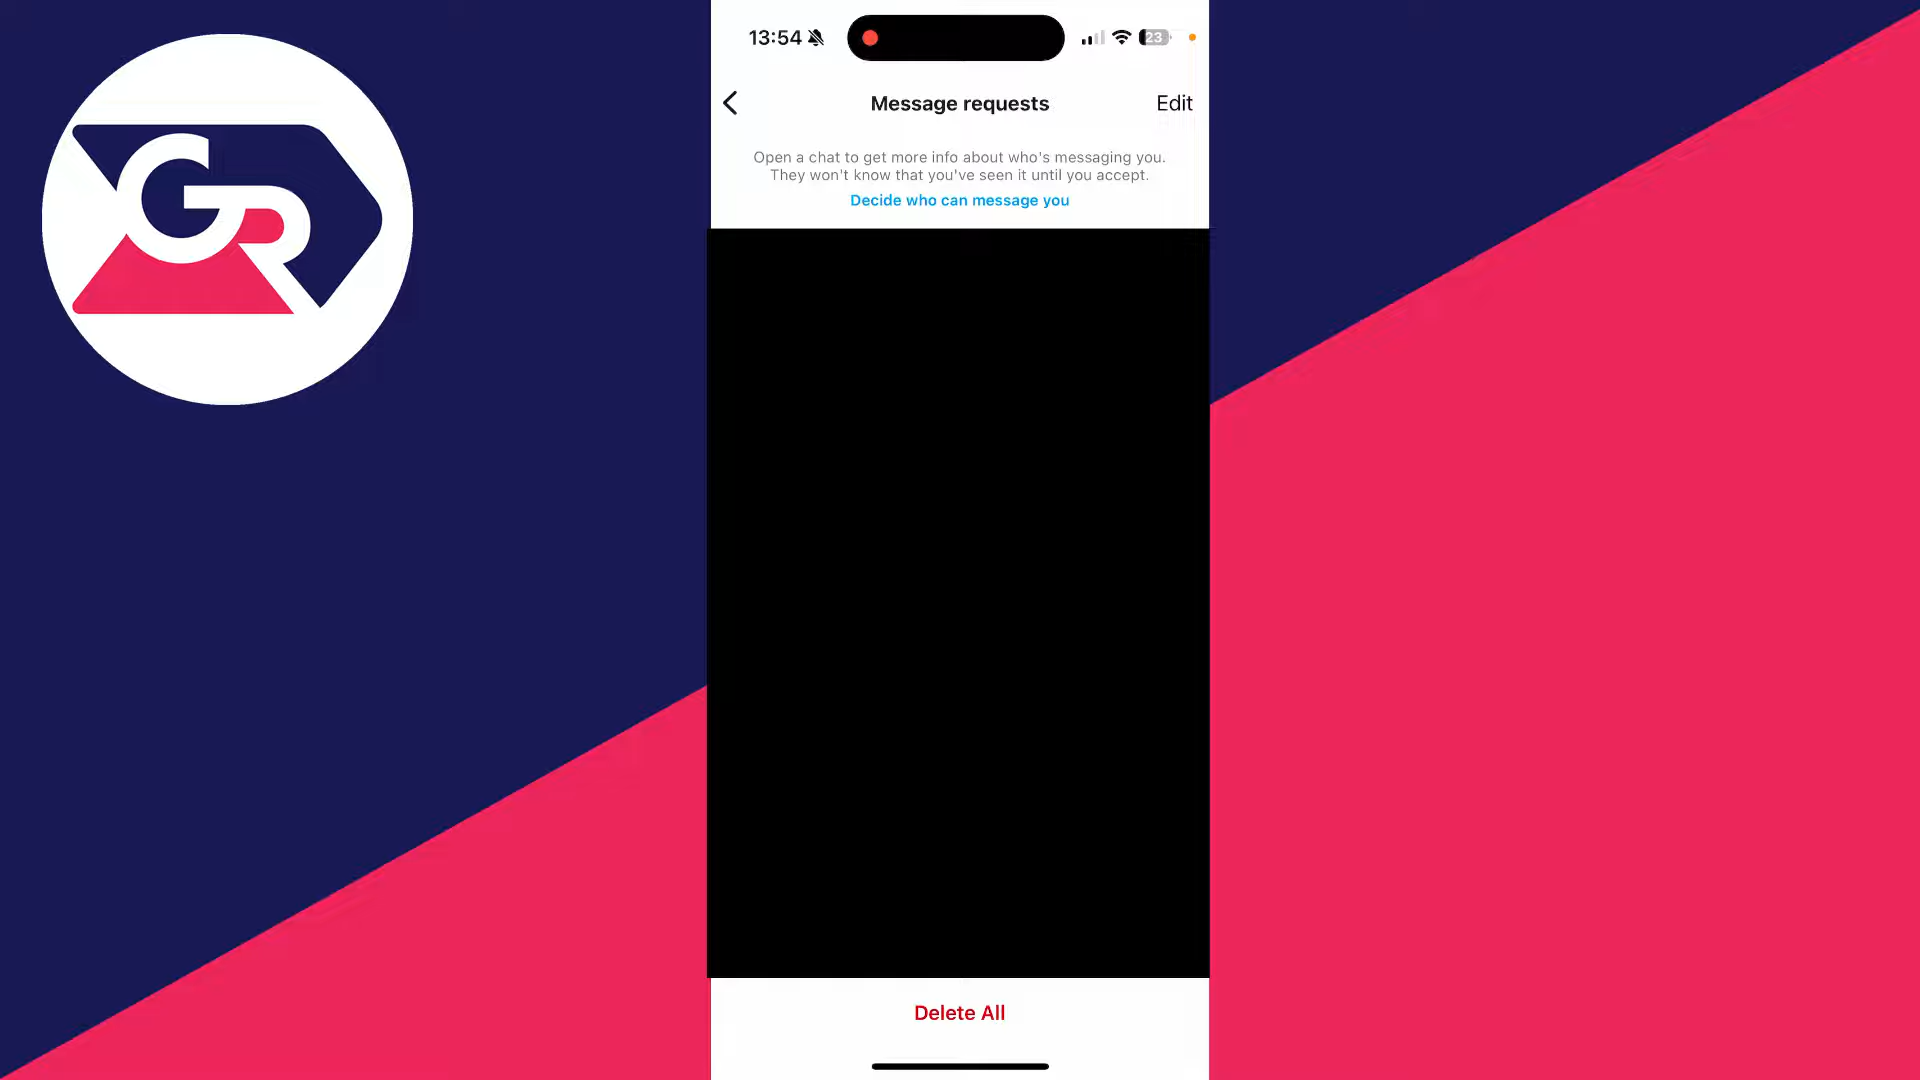 GR
13:54
23
Message requests
Edit
Open a chat to get more info about who's messaging you.
They won't know that you've seen it until you accept.
Decide who can message you
Delete All